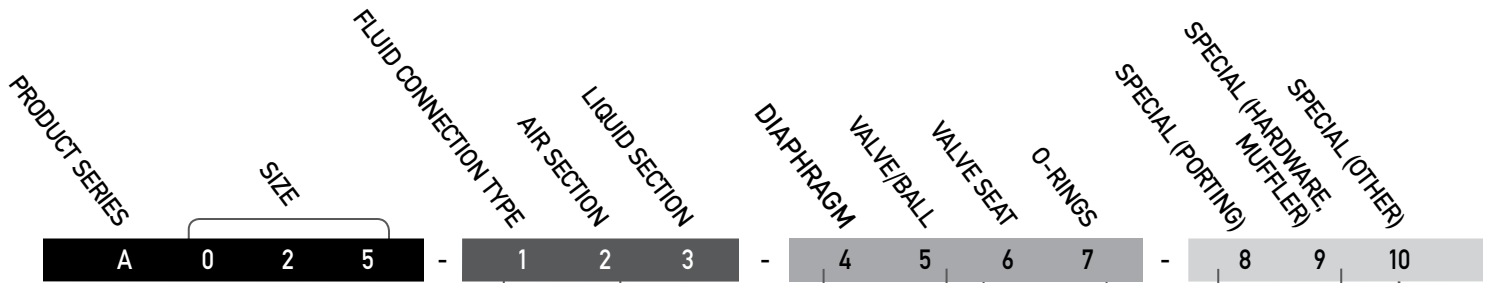 PRODUCT SERIES
SIZE
FLUID CONNECTION TYPE
AIR SECTION
LIQUID SECTION
DIAPHRAGM
VALVE/BALL
VALVE SEAT
O-RINGS
SPECIAL (PORTING)
SPECIAL (HARDWARE,
MUFFLER)
SPECIAL (OTHER)
A 0 2 5 - 1 2 3 - 4 5 6 7 - 8 9 10